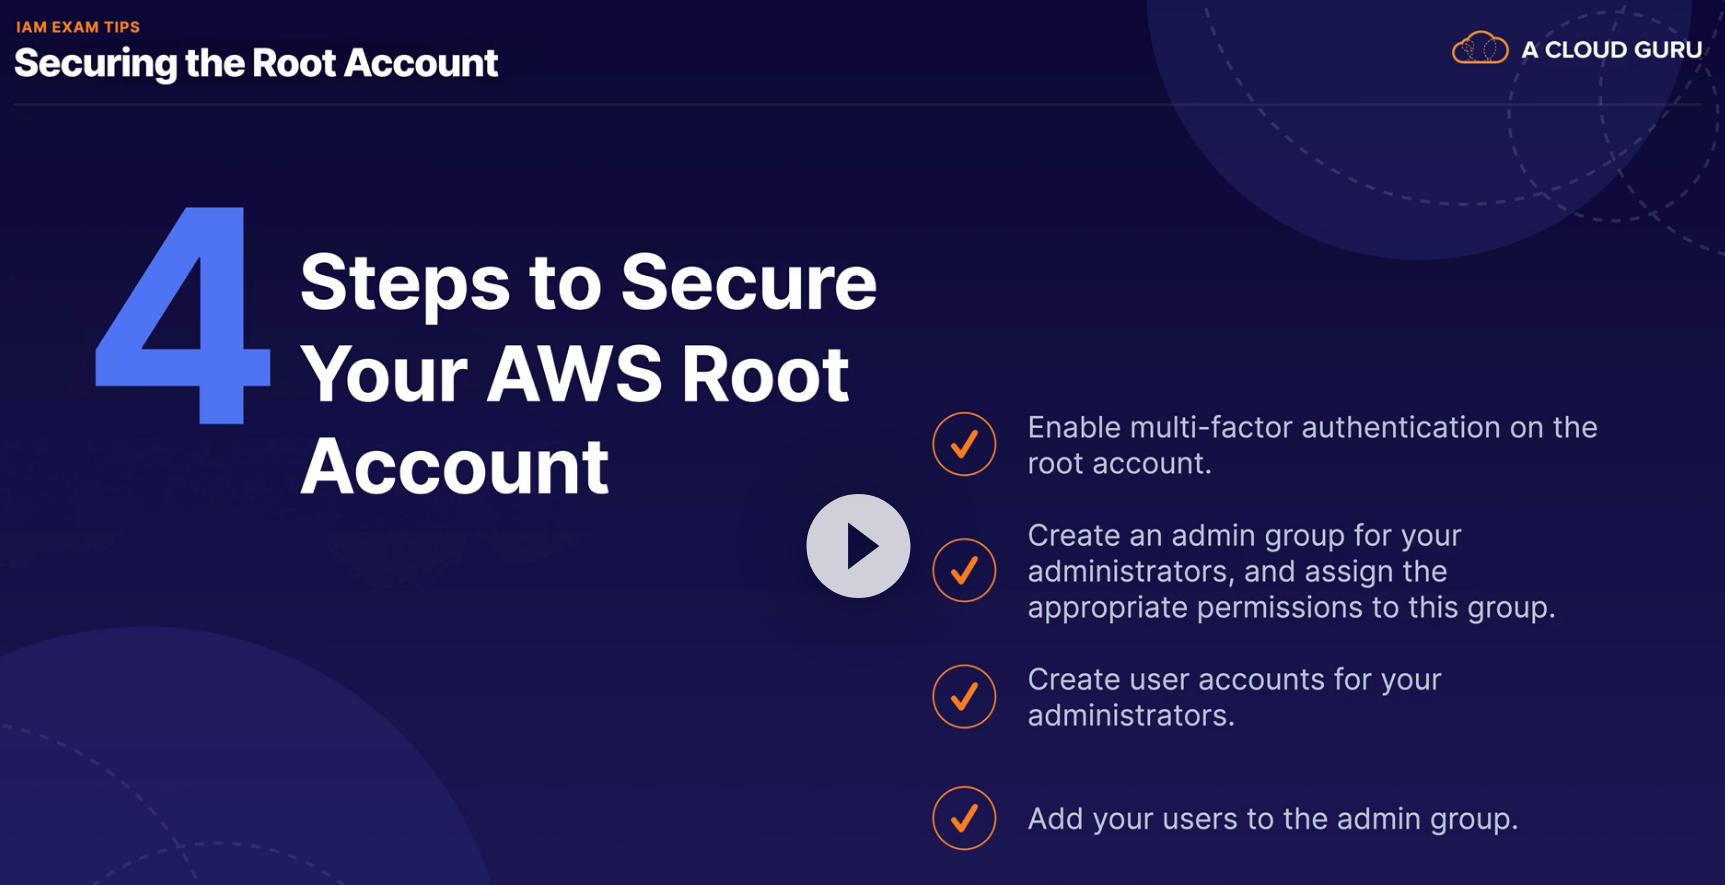 IAM EXAM TIPS
Securing the Root Account
A CLOUD GURU
4
Steps to Secure
Your AWS Root
Account
Enable multi-factor authentication on the
root account.
Create an admin group for your
administrators, and assign the
appropriate permissions to this group.
Create user accounts for your
administrators.
Add your users to the admin group.